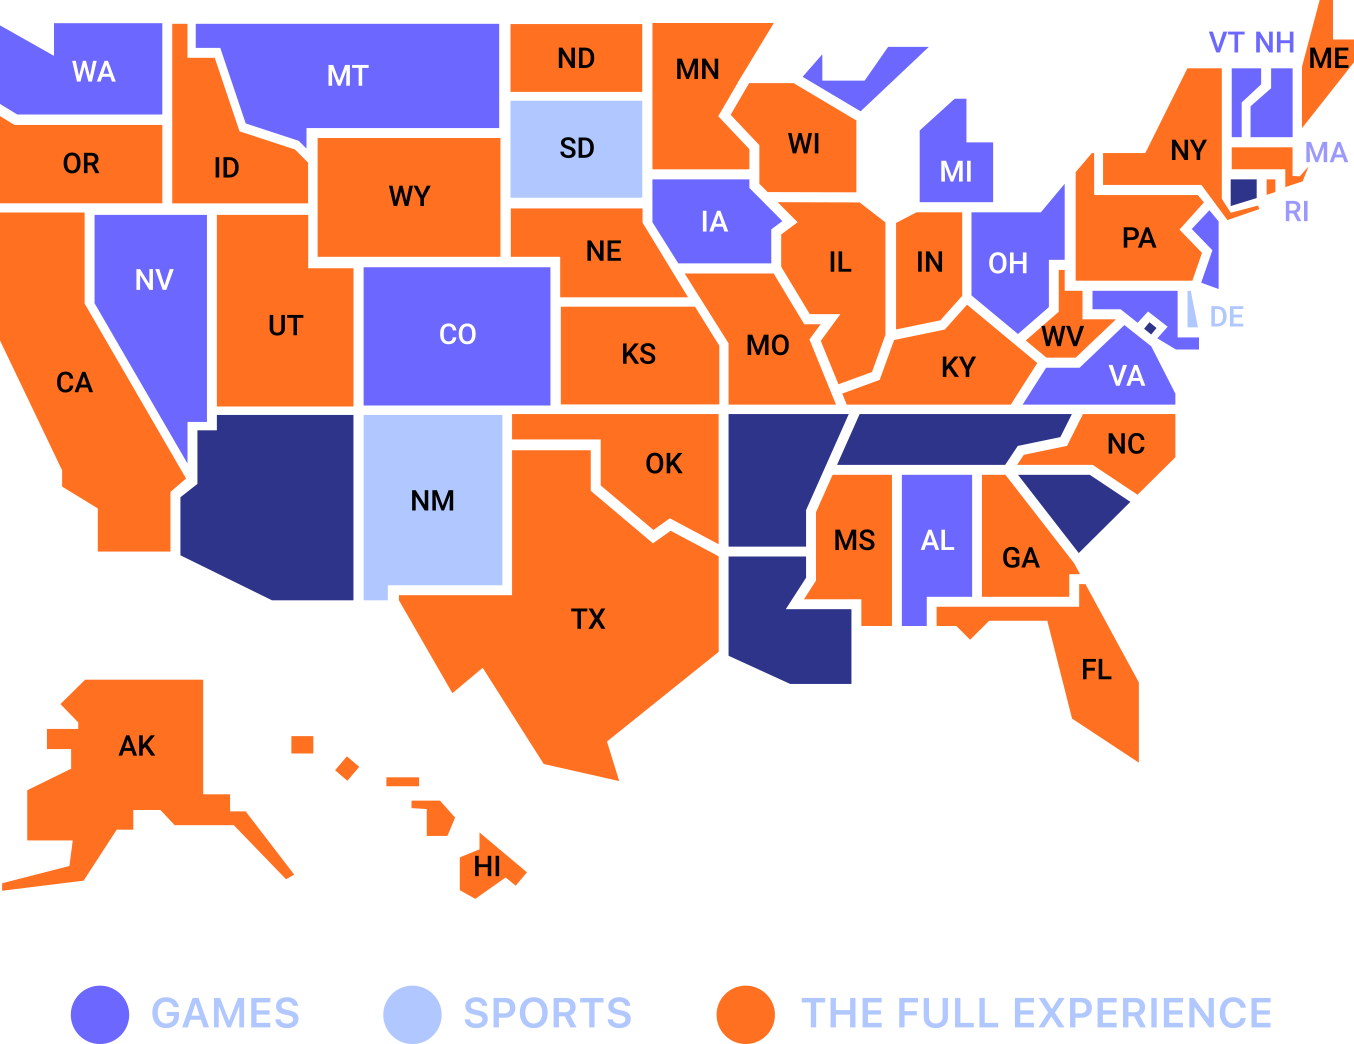 VT NH
ME
ND
WA
MT
MN
WI
SD
NY
MA
OR
ID
MI
WY
RI
IA
PA
NE
IL
IN
OH
NV
DE
UT
CO
WV
MO
KS
KY
VA
CA
NC
OK
NM
MS
AL
GA
TX
FL
AK
HI
GAMES SPORTS THE FULL EXPERIENCE